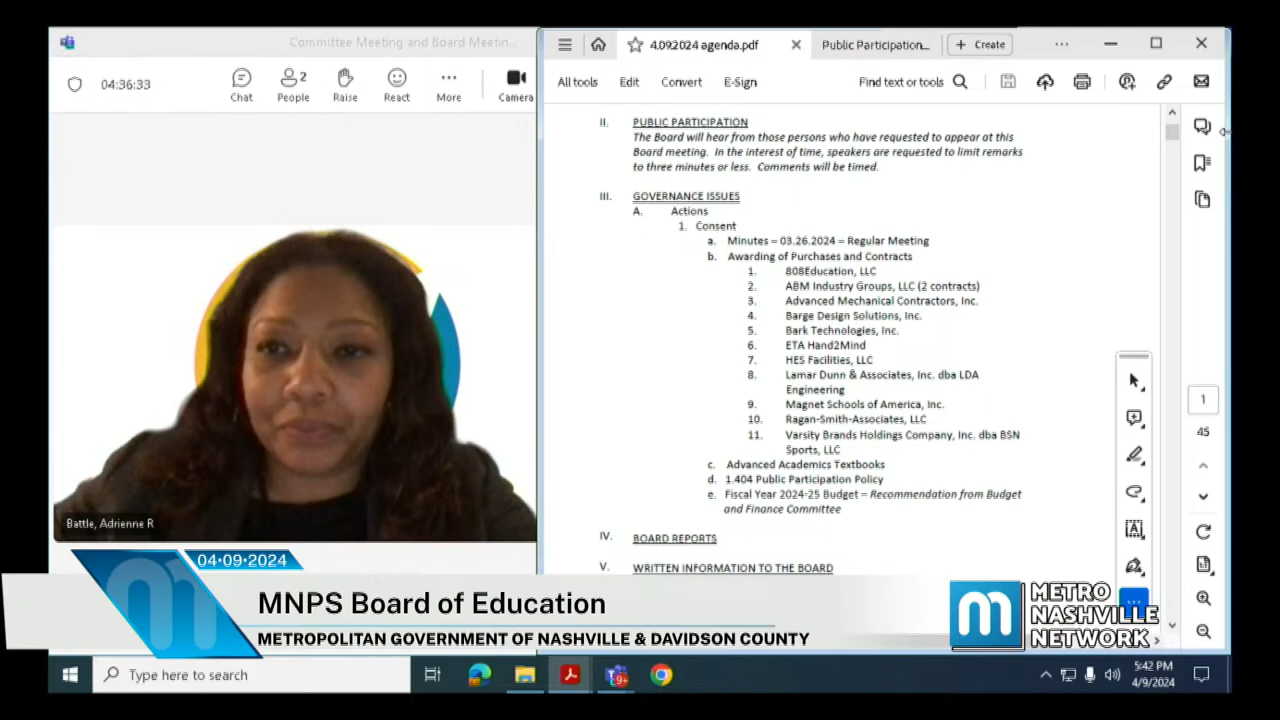 Committee Meeting and Board Meetin...
04:36:33
2
Chat
People
Raise
React
More
Camera
Battle, Adrienne R
4.09.2024 agenda.pdf
Public Participation...
Create
All tools
Edit
Convert
E-Sign
Find text or tools
II. PUBLIC PARTICIPATION
The Board will hear from those persons who have requested to appear at this
Board meeting. In the interest of time, speakers are requested to limit remarks
to three minutes or less. Comments will be timed.
III. GOVERNANCE ISSUES
A. Actions
1. Consent
a. Minutes – 03.26.2024 – Regular Meeting
b. Awarding of Purchases and Contracts
1. 808Education, LLC
2. ABM Industry Groups, LLC (2 contracts)
3. Advanced Mechanical Contractors, Inc.
4. Barge Design Solutions, Inc.
5. Bark Technologies, Inc.
6. ETA Hand2Mind
7. HES Facilities, LLC
8. Lamar Dunn & Associates, Inc. dba LDA
Engineering
9. Magnet Schools of America, Inc.
10. Ragan-Smith-Associates, LLC
11. Varsity Brands Holdings Company, Inc. dba BSN
Sports, LLC
c. Advanced Academics Textbooks
d. 1.404 Public Participation Policy
e. Fiscal Year 2024-25 Budget – Recommendation from Budget
and Finance Committee
IV. BOARD REPORTS
V. WRITTEN INFORMATION TO THE BOARD
1
45
04•09•2024
MNPS Board of Education
METROPOLITAN GOVERNMENT OF NASHVILLE & DAVIDSON COUNTY
METRO
NASHVILLE
NETWORK
Type here to search
9+
5:42 PM
4/9/2024